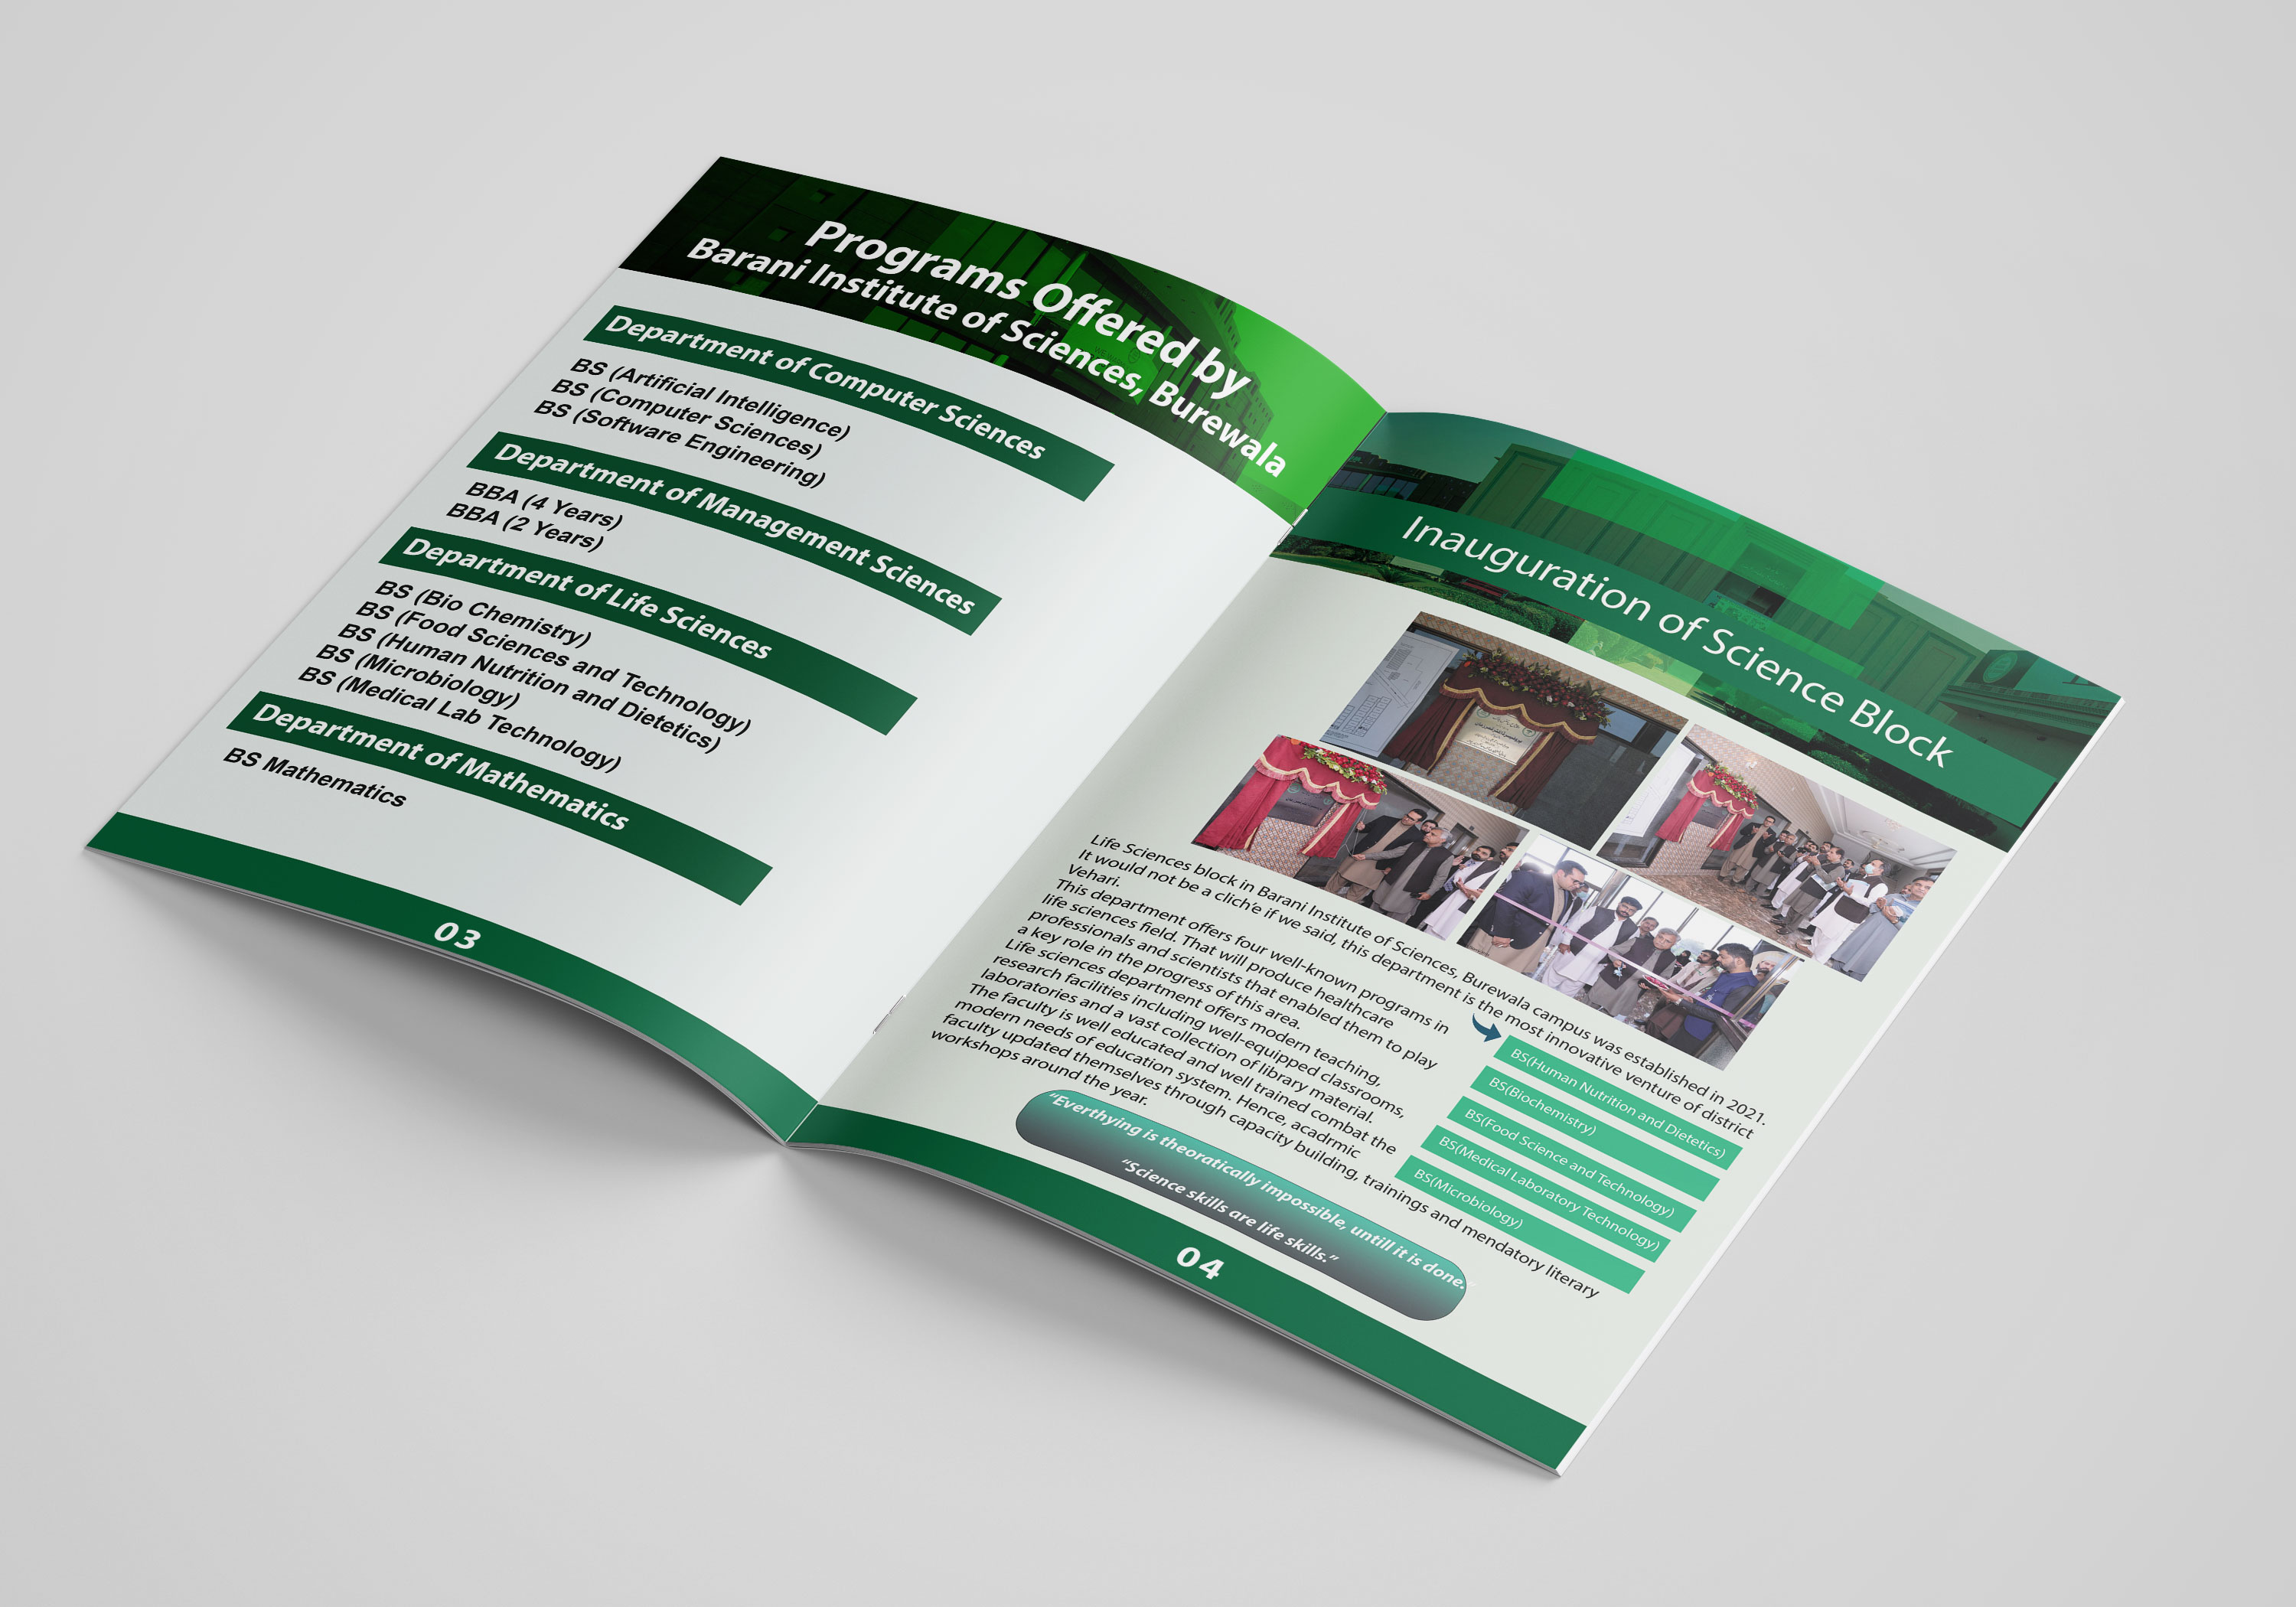 Programs Offered by
Barani Institute of Sciences, Burewala
Department of Computer Sciences
BS (Artificial Intelligence)
BS (Computer Sciences)
BS (Software Engineering)
Department of Management Sciences
BBA (4 Years)
BBA (2 Years)
Department of Life Sciences
BS (Bio Chemistry)
BS (Food Sciences and Technology)
BS (Human Nutrition and Dietetics)
BS (Microbiology)
BS (Medical Lab Technology)
Department of Mathematics
BS Mathematics
03
Inauguration of Science Block
Life Sciences block in Barani Institute of Sciences, Burewala campus was established in 2021.
It would not be a clich'e if we said, this department is the most innovative venture of district
Vehari.
This department offers four well-known programs in
life sciences field. That will produce healthcare
professionals and scientists that enabled them to play
a key role in the progress of this area.
Life sciences department offers modern teaching,
research facilities including well-equipped classrooms,
laboratories and a vast collection of library material.
The faculty is well educated and well trained combat the
modern needs of education system. Hence, acadrmic
faculty updated themselves through capacity building, trainings and mendatory literary
workshops around the year.
BS(Human Nutrition and Dietetics)
BS(Biochemistry)
BS(Food Science and Technology)
BS(Medical Laboratory Technology)
BS(Microbiology)
“Everthying is theoratically impossible, untill it is done.”
“Science skills are life skills.”
04